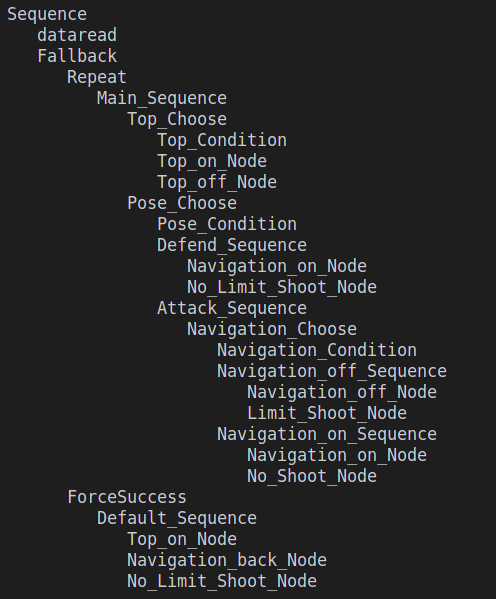 Sequence
   dataread
   Fallback
      Repeat
         Main_Sequence
            Top_Choose
               Top_Condition
               Top_on_Node
               Top_off_Node
            Pose_Choose
               Pose_Condition
               Defend_Sequence
                  Navigation_on_Node
                  No_Limit_Shoot_Node
               Attack_Sequence
                  Navigation_Choose
                     Navigation_Condition
                     Navigation_off_Sequence
                        Navigation_off_Node
                        Limit_Shoot_Node
                     Navigation_on_Sequence
                        Navigation_on_Node
                        No_Shoot_Node
      ForceSuccess
         Default_Sequence
            Top_on_Node
            Navigation_back_Node
            No_Limit_Shoot_Node